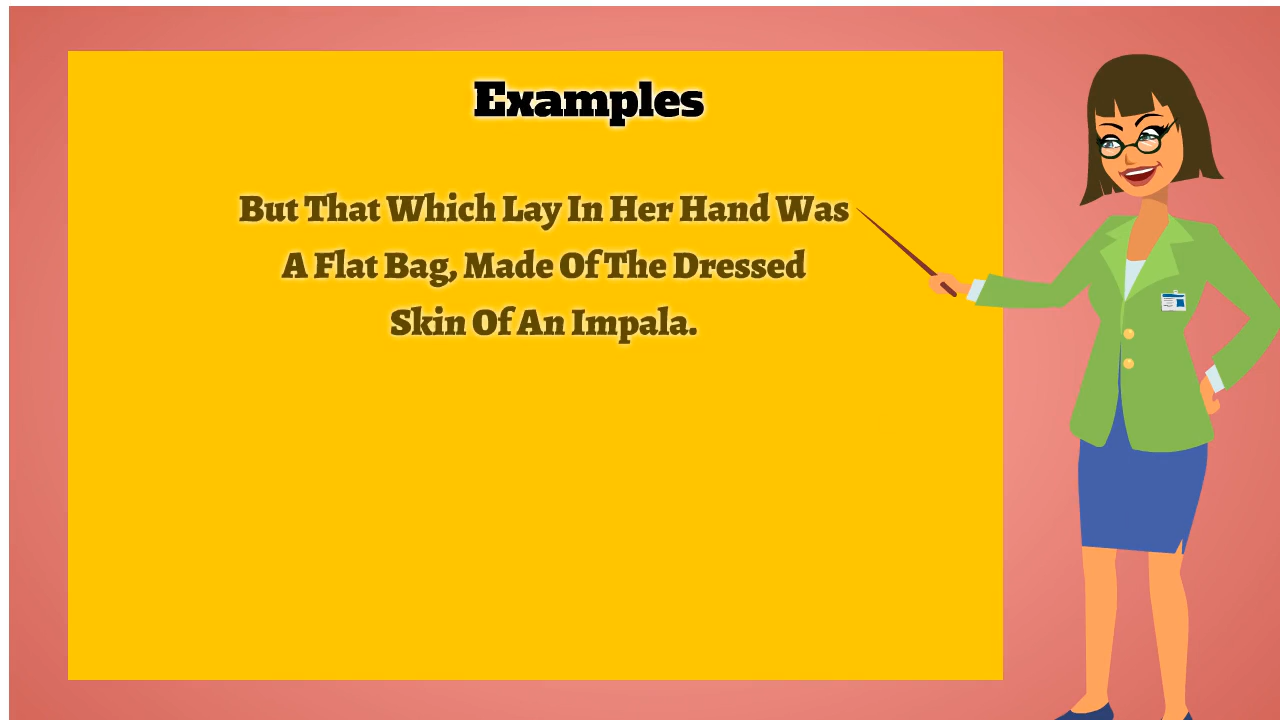 Examples
But That Which Lay In Her Hand Was
A Flat Bag, Made Of The Dressed
Skin Of An Impala.